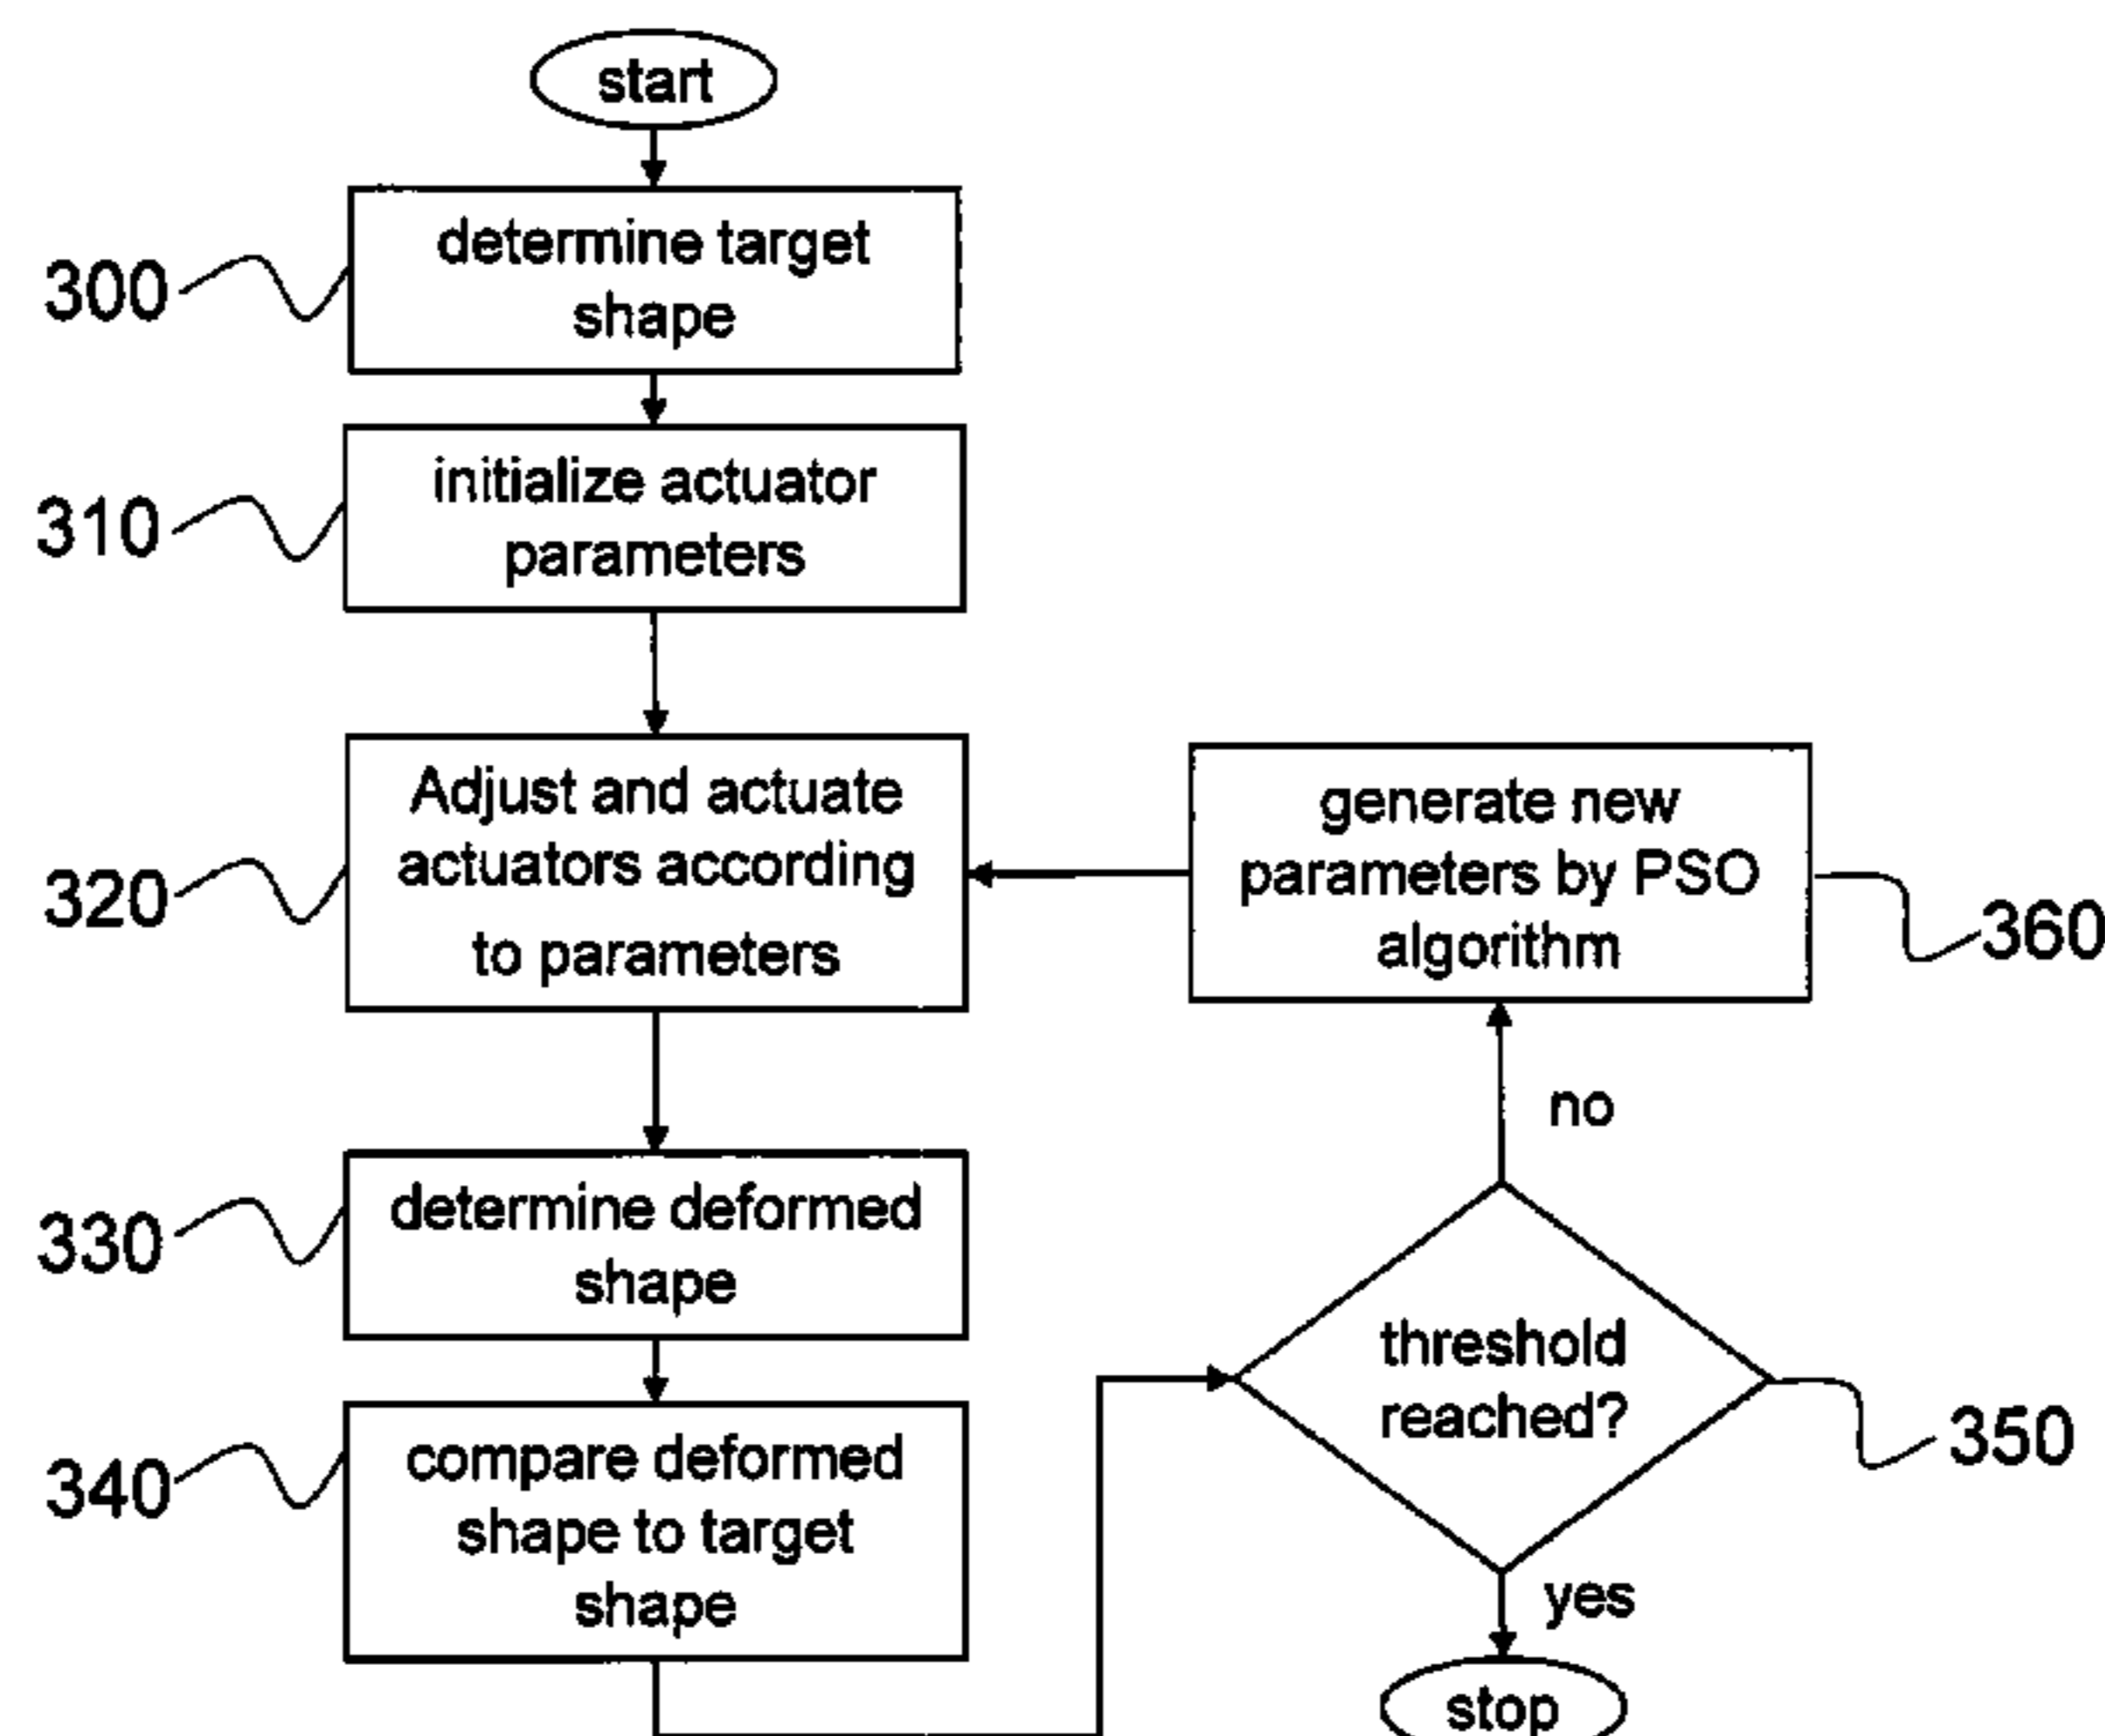 start
300
determine target
shape
310
initialize actuator
parameters
320
Adjust and actuate
actuators according
to parameters
generate new
parameters by PSO
algorithm
360
no
330
determine deformed
shape
threshold
reached?
350
340
compare deformed
shape to target
shape
yes
stop